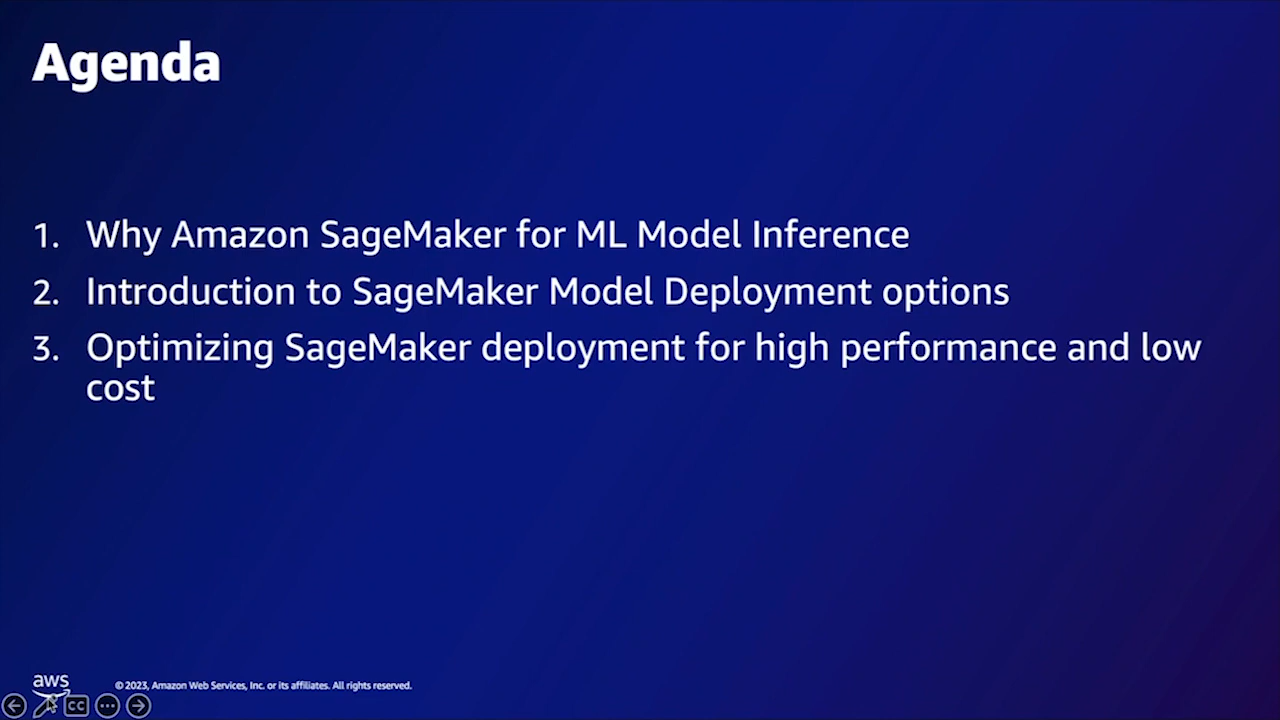 Agenda
1. Why Amazon SageMaker for ML Model Inference
2. Introduction to SageMaker Model Deployment options
3. Optimizing SageMaker deployment for high performance and low
cost
aws
© 2023, Amazon Web Services, Inc. or its affiliates. All rights reserved.
CC